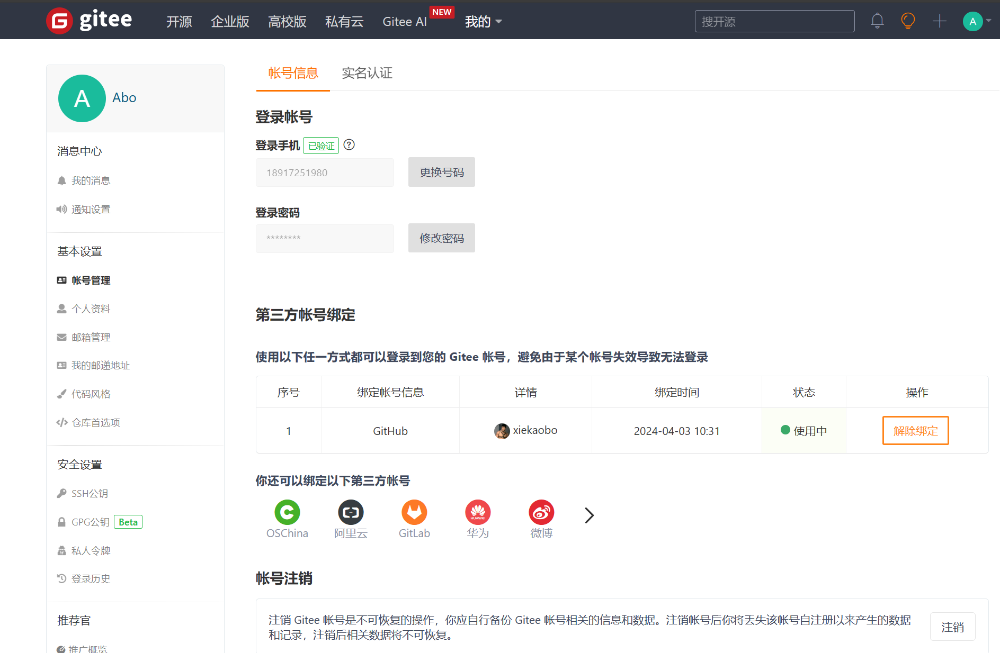 gitee
开源
企业版
高校版
私有云
Gitee AI
NEW
我的
搜开源
A
A
Abo
消息中心
我的消息
通知设置
基本设置
帐号管理
个人资料
邮箱管理
我的邮递地址
代码风格
仓库首选项
安全设置
SSH公钥
GPG公钥 Beta
私人令牌
登录历史
推荐官
推广概览
帐号信息
实名认证
登录帐号
登录手机 已验证
18917251980
更换号码
登录密码
********
修改密码
第三方帐号绑定
使用以下任一方式都可以登录到您的 Gitee 帐号，避免由于某个帐号失效导致无法登录
序号 绑定帐号信息 详情 绑定时间 状态 操作
1 GitHub xiekaobo 2024-04-03 10:31 使用中 解除绑定
你还可以绑定以下第三方帐号
HUAWEI
OSChina 阿里云 GitLab 华为 微博
帐号注销
注销 Gitee 帐号是不可恢复的操作，你应自行备份 Gitee 帐号相关的信息和数据。注销帐号后你将丢失该帐号自注册以来产生的数据
和记录，注销后相关数据将不可恢复。
注销